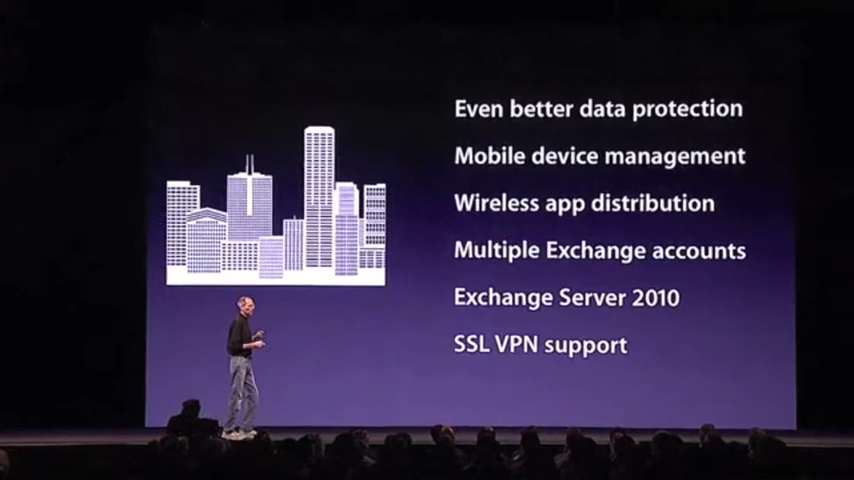 Even better data protection
Mobile device management
Wireless app distribution
Multiple Exchange accounts
Exchange Server 2010
SSL VPN support